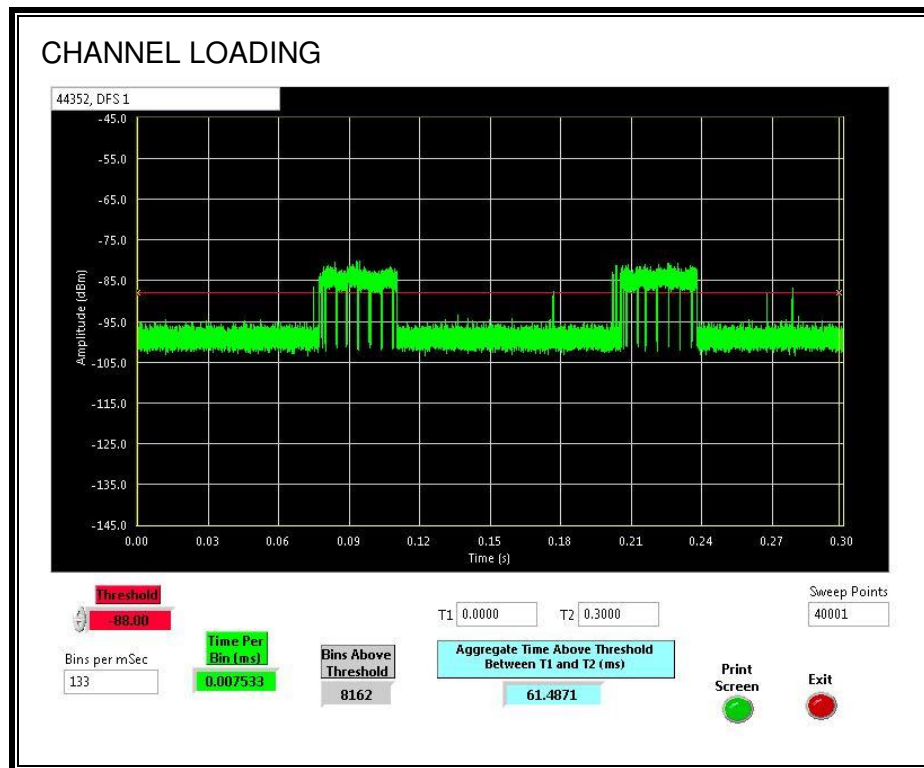 CHANNEL LOADING
44352, DFS 1
Amplitude (dBm)
-45.0
-55.0
-65.0
-75.0
-85.0
-95.0
-105.0
-115.0
-125.0
-135.0
-145.0
0.00 0.03 0.06 0.09 0.12 0.15 0.18 0.21 0.24 0.27 0.30
Time (s)
Threshold
-88.00
T1 0.0000 T2 0.3000
Sweep Points
40001
Bins per mSec
133
Time Per
Bin (ms)
0.007533
Bins Above
Threshold
8162
Aggregate Time Above Threshold
Between T1 and T2 (ms)
61.4871
Print
Screen
Exit